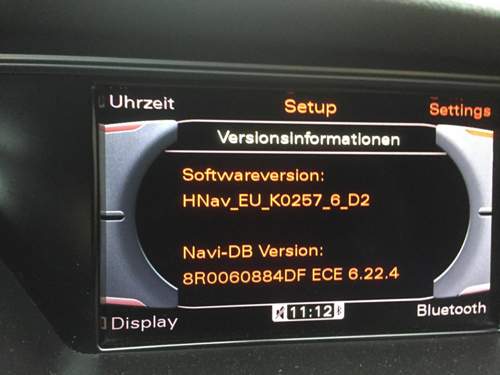 Uhrzeit Setup Settings
Versionsinformationen
Softwareversion:
HNav_EU_K0257_6_D2
Navi-DB Version:
8R0060884DF ECE 6.22.4
11:12
Display Bluetooth